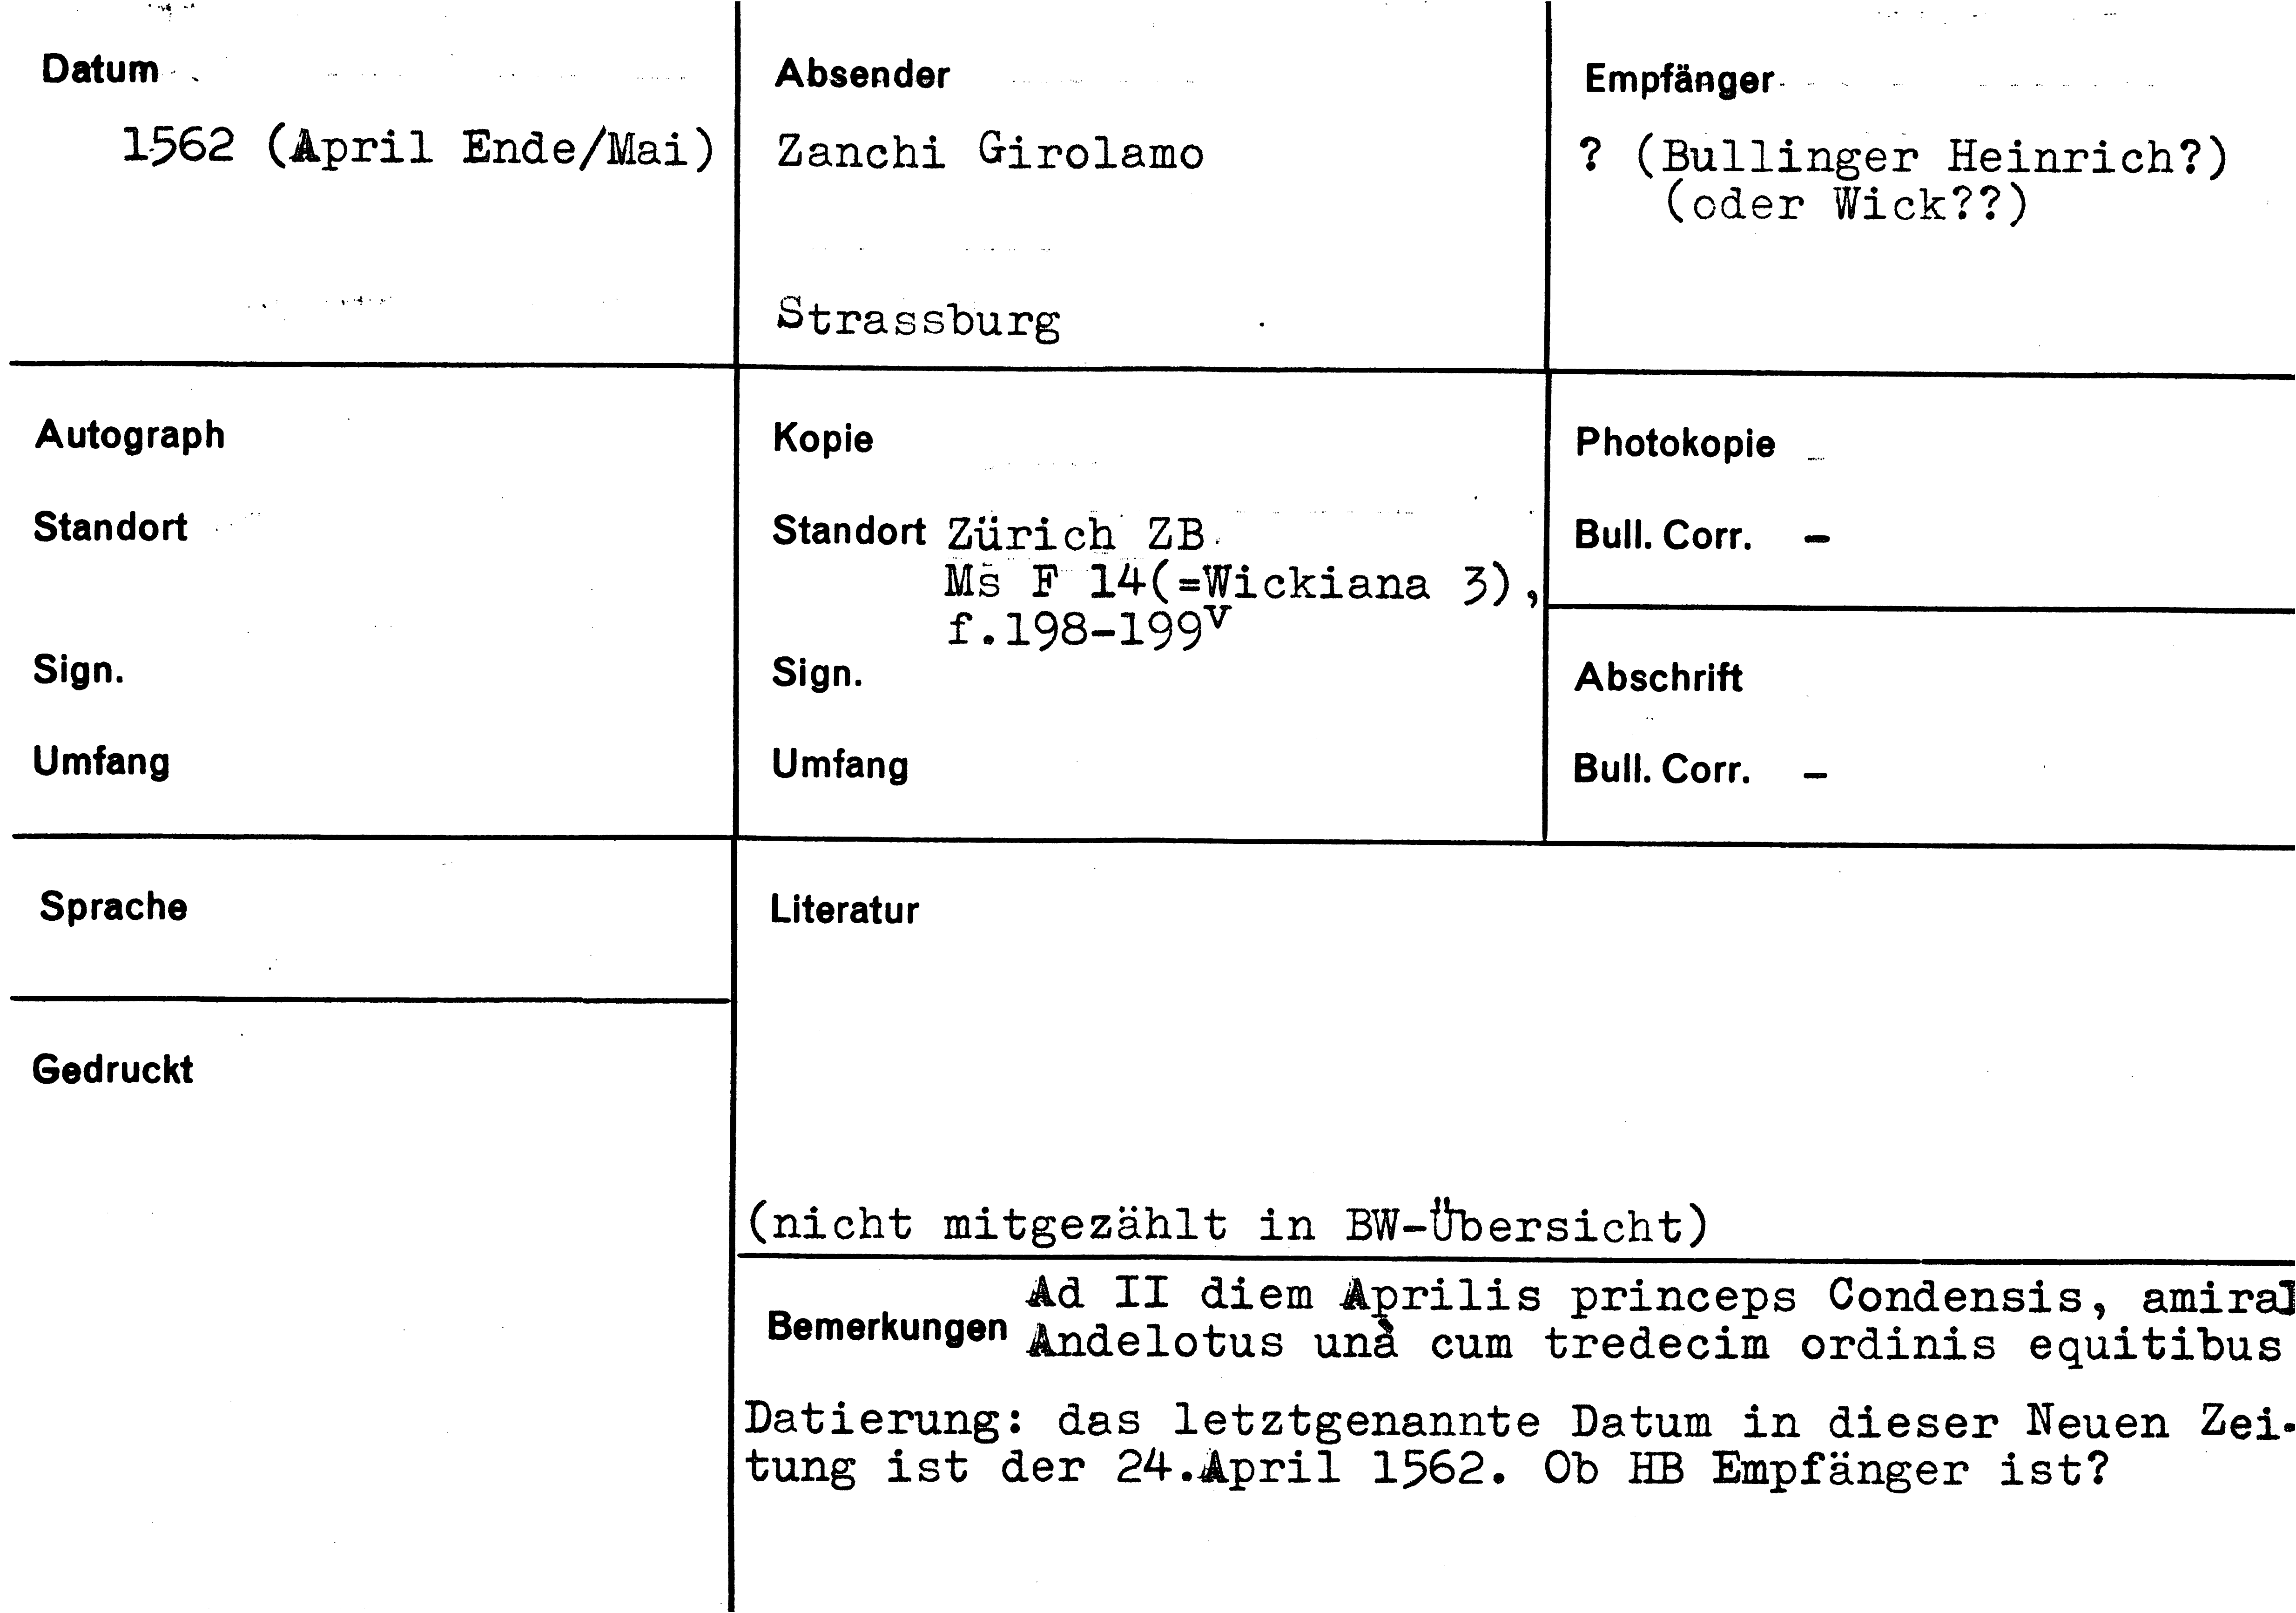 Datum
1562 (April Ende/Mai)
Absender
Zanchi Girolamo
Strassburg
Empfänger
? (Bullinger Heinrich?)
(oder Wick??)
Autograph
Standort
Sign.
Umfang
Kopie
Standort Zürich ZB
Ms F 14(=Wickiana 3),
f.198-199v
Sign.
Umfang
Photokopie
Bull. Corr. -
Abschrift
Bull. Corr. -
Sprache
Gedruckt
Literatur
(nicht mitgezählt in BW-Übersicht)
Bemerkungen
Ad II diem Aprilis princeps Condensis, amiral
Andelotus unà cum tredecim ordinis equitibus
Datierung: das letztgenannte Datum in dieser Neuen Zei-
tung ist der 24.April 1562. Ob HB Empfänger ist?